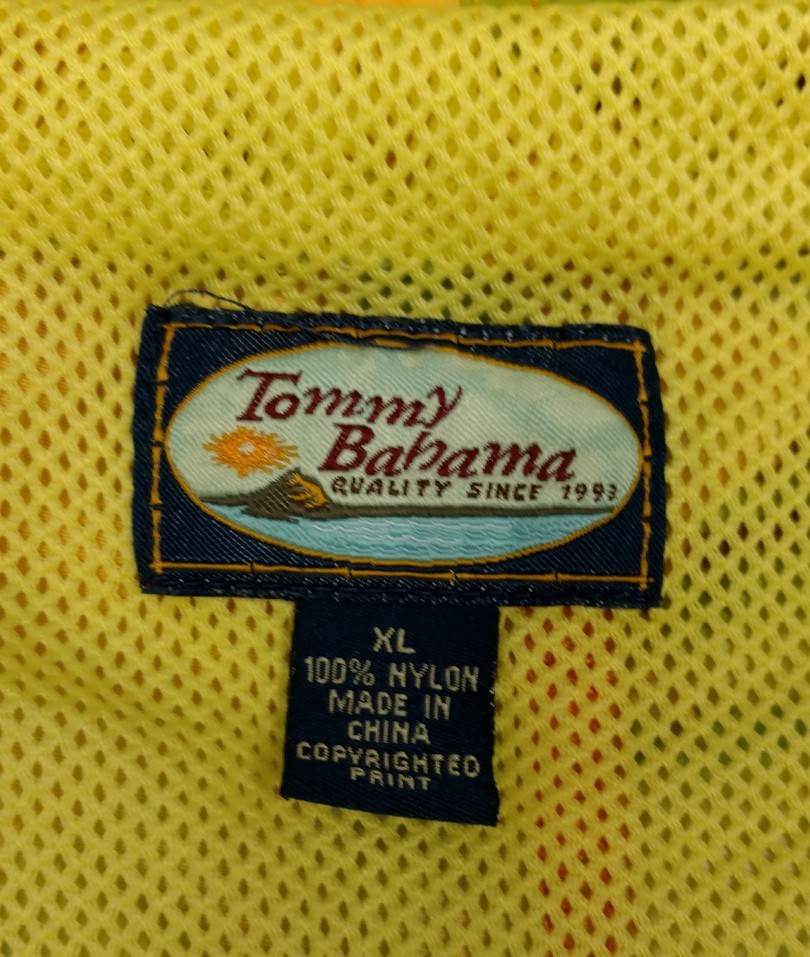 Tommy
Bahama
QUALITY SINCE 1993
XL
100% NYLON
MADE IN
CHINA
COPYRIGHTED
PRINT